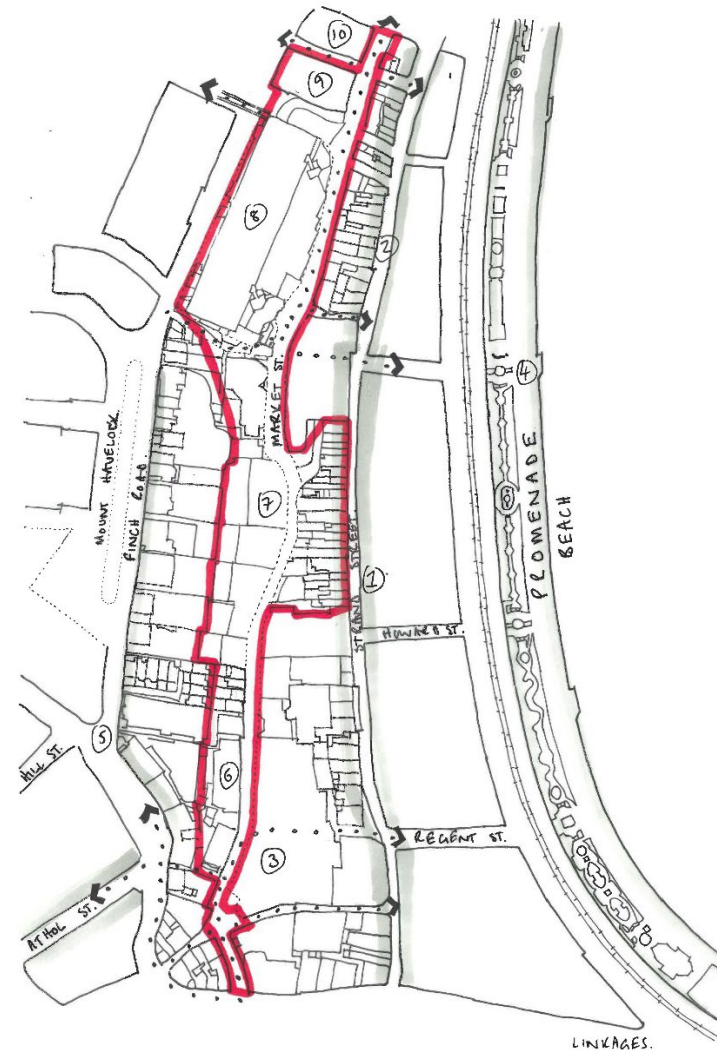 10
9
8
2
MARKET ST.
4
MOUNT HAVELOCK
FINCH ROAD
7
PROMENADE
BEACH
1
STRAND STREET
HOWARD ST.
5
HILL ST.
6
3
REGENT ST.
ATHOL ST.
LINKAGES.